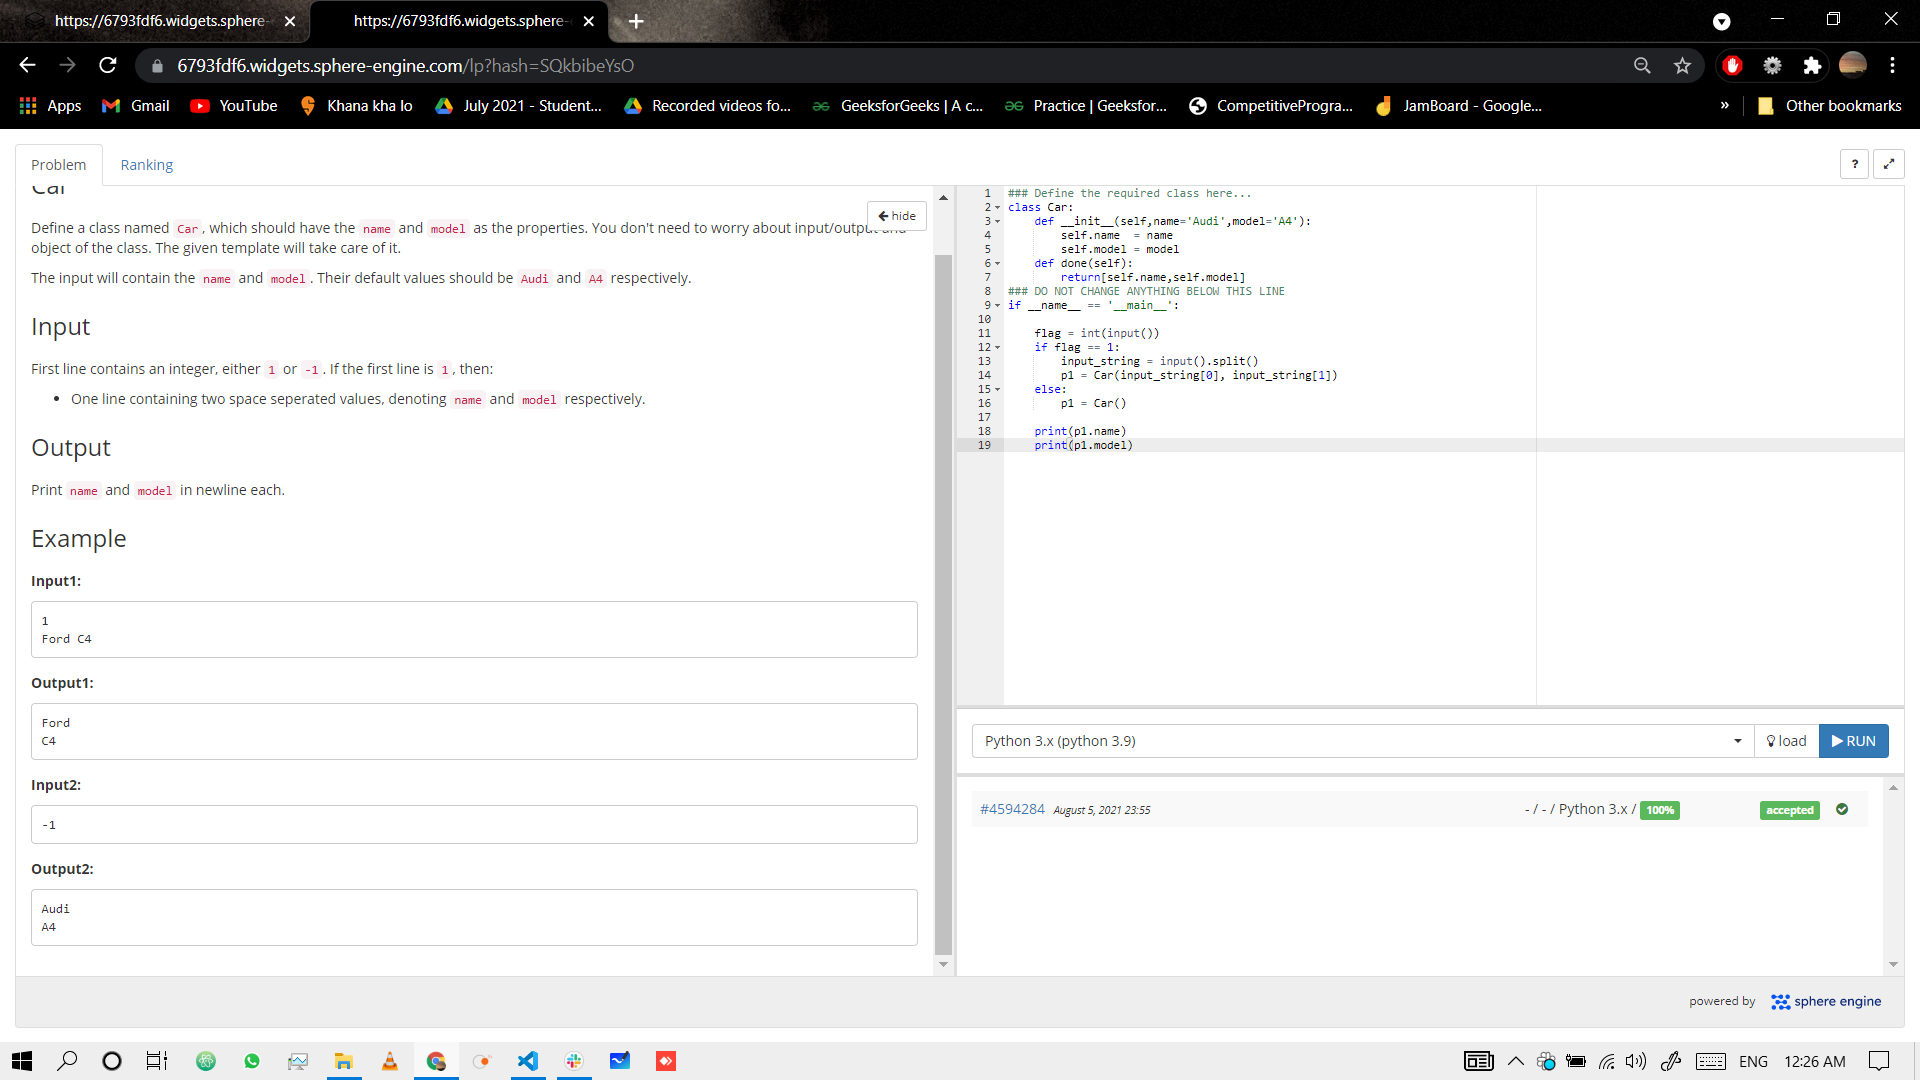 https://6793fdf6.widgets.sphere-
https://6793fdf6.widgets.sphere-
6793fdf6.widgets.sphere-engine.com/lp?hash=SQkbibeYsO
Apps Gmail YouTube Khana kha lo July 2021 - Student... Recorded videos fo... GeeksforGeeks | A c... Practice | Geeksfor... CompetitiveProgra…. JamBoard - Google... » Other bookmarks
Problem Ranking ?
Car
← hide
Define a class named Car, which should have the name and model as the properties. You don't need to worry about input/output and
object of the class. The given template will take care of it.
The input will contain the name and model. Their default values should be Audi and A4 respectively.
Input
First line contains an integer, either 1 or -1. If the first line is 1, then:
• One line containing two space seperated values, denoting name and model respectively.
Output
Print name and model in newline each.
Example
Input1:
1
Ford C4
Output1:
Ford
C4
Input2:
-1
Output2:
Audi
A4
1 ### Define the required class here...
2 class Car:
3     def __init__(self,name='Audi',model='A4'):
4         self.name  = name
5         self.model = model
6     def done(self):
7         return[self.name,self.model]
8 ### DO NOT CHANGE ANYTHING BELOW THIS LINE
9 if __name__ == '__main__':
10
11     flag = int(input())
12     if flag == 1:
13         input_string = input().split()
14         p1 = Car(input_string[0], input_string[1])
15     else:
16         p1 = Car()
17
18     print(p1.name)
19     print(p1.model)
Python 3.x (python 3.9) load RUN
#4594284 August 5, 2021 23:55 - / - / Python 3.x / 100% accepted
powered by sphere engine
ENG 12:26 AM